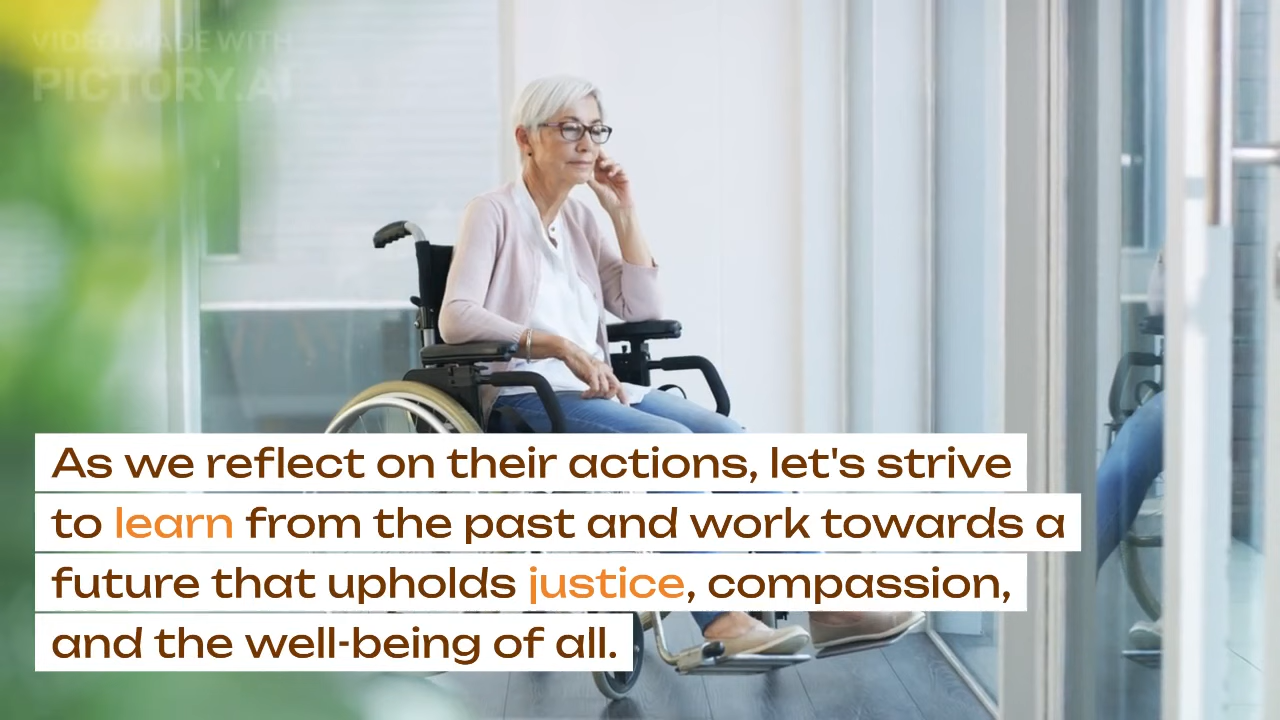 VIDEO MADE WITH
PICTORY.AI
As we reflect on their actions, let's strive
to learn from the past and work towards a
future that upholds justice, compassion,
and the well-being of all.